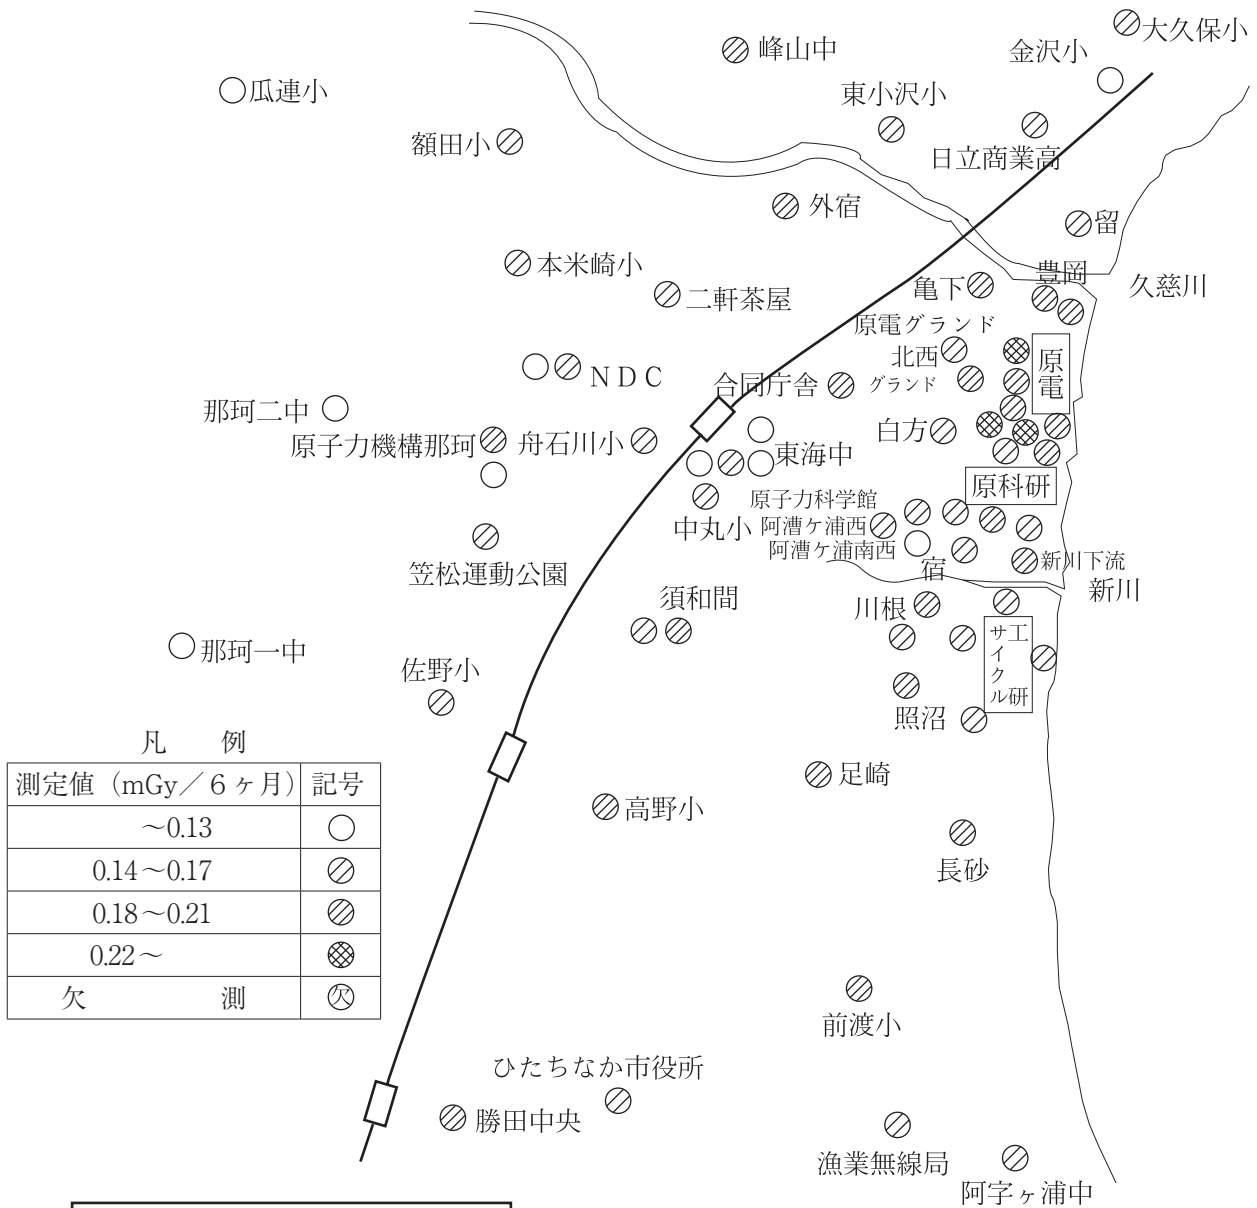 大久保小
峰山中
金沢小
瓜連小
東小沢小
額田小
日立商業高
外宿
留
本米崎小
豊岡
久慈川
亀下
二軒茶屋
原電グランド
北西
原電
NDC
合同庁舎
グランド
那珂二中
白方
原子力機構那珂
舟石川小
東海中
原科研
原子力科学館
中丸小
阿漕ケ浦西
阿漕ケ浦南西
新川下流
宿
笠松運動公園
新川
須和間
川根
サイクル工研
那珂一中
佐野小
照沼
凡 例
測定値（mGy／6ヶ月） 記号
～0.13
0.14～0.17
0.18～0.21
0.22～
欠 測 欠
足崎
高野小
長砂
前渡小
ひたちなか市役所
勝田中央
漁業無線局
阿字ヶ浦中